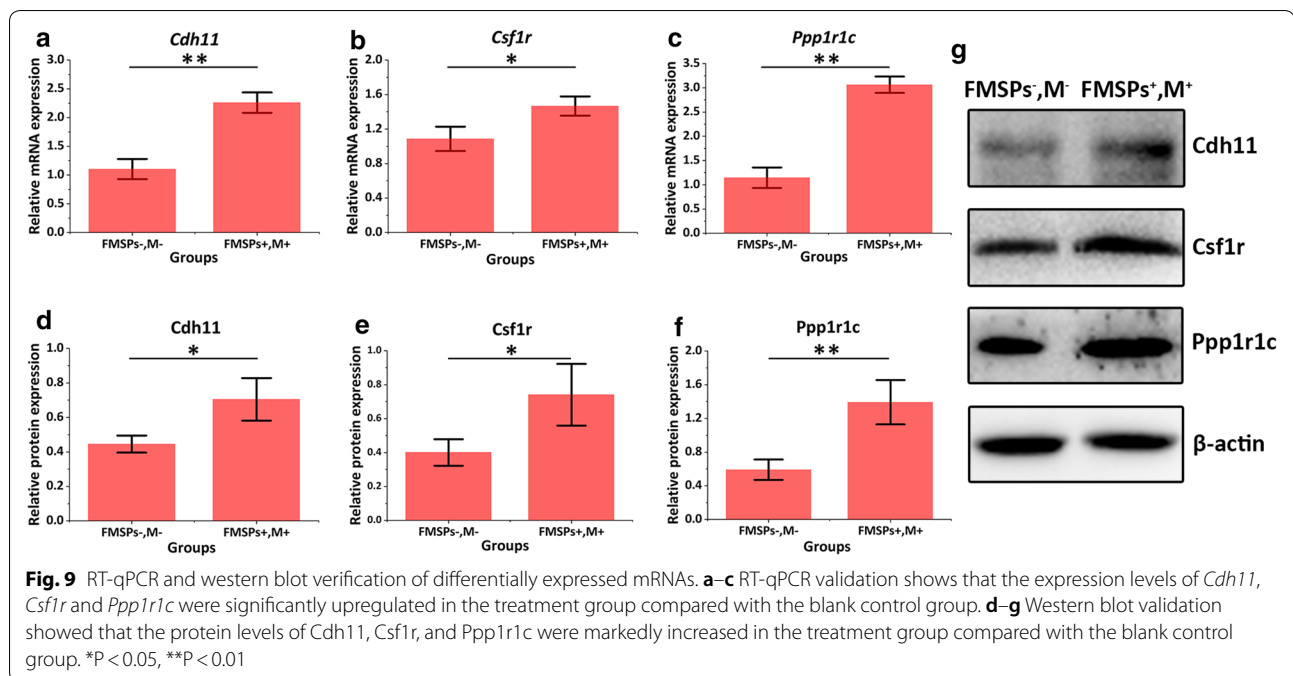 a
Cdh11
**
Relative mRNA expression
3.0
2.5
2.0
1.5
1.0
0.5
0.0
FMSPs-,M-
FMSPs+,M+
Groups
b
Csf1r
*
Relative mRNA expression
2.0
1.6
1.2
0.8
0.4
0.0
FMSPs-,M-
FMSPs+,M+
Groups
c
Ppp1r1c
**
Relative mRNA expression
3.5
3.0
2.5
2.0
1.5
1.0
0.5
0.0
FMSPs-,M-
FMSPs+,M+
Groups
d
Cdh11
*
Relative protein expression
1.0
0.8
0.6
0.4
0.2
0.0
FMSPs-,M-
FMSPs+,M+
Groups
e
Csf1r
*
Relative protein expression
1.0
0.8
0.6
0.4
0.2
0.0
FMSPs-,M-
FMSPs+,M+
Groups
f
Ppp1r1c
**
Relative protein expression
2.0
1.6
1.2
0.8
0.4
0.0
FMSPs-,M-
FMSPs+,M+
Groups
g
FMSPs⁻,M⁻ FMSPs⁺,M⁺
Cdh11
Csf1r
Ppp1r1c
β-actin
Fig. 9 RT-qPCR and western blot verification of differentially expressed mRNAs. a–c RT-qPCR validation shows that the expression levels of Cdh11,
Csf1r and Ppp1r1c were significantly upregulated in the treatment group compared with the blank control group. d–g Western blot validation
showed that the protein levels of Cdh11, Csf1r, and Ppp1r1c were markedly increased in the treatment group compared with the blank control
group. *P < 0.05, **P < 0.01